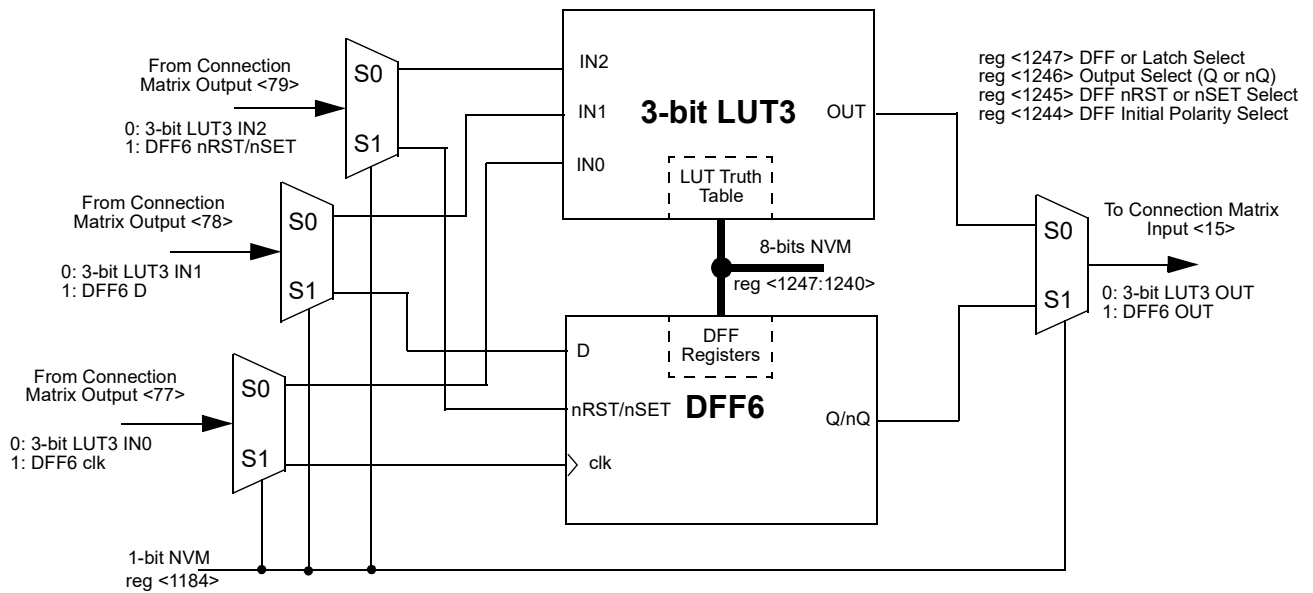 From Connection
Matrix Output <79>
0: 3-bit LUT3 IN2
1: DFF6 nRST/nSET
S0
S1
From Connection
Matrix Output <78>
0: 3-bit LUT3 IN1
1: DFF6 D
S0
S1
From Connection
Matrix Output <77>
0: 3-bit LUT3 IN0
1: DFF6 clk
S0
S1
1-bit NVM
reg <1184>
IN2
IN1
IN0
3-bit LUT3
OUT
LUT Truth
Table
8-bits NVM
reg <1247:1240>
DFF
Registers
D
nRST/nSET
DFF6
Q/nQ
clk
reg <1247> DFF or Latch Select
reg <1246> Output Select (Q or nQ)
reg <1245> DFF nRST or nSET Select
reg <1244> DFF Initial Polarity Select
S0
S1
To Connection Matrix
Input <15>
0: 3-bit LUT3 OUT
1: DFF6 OUT